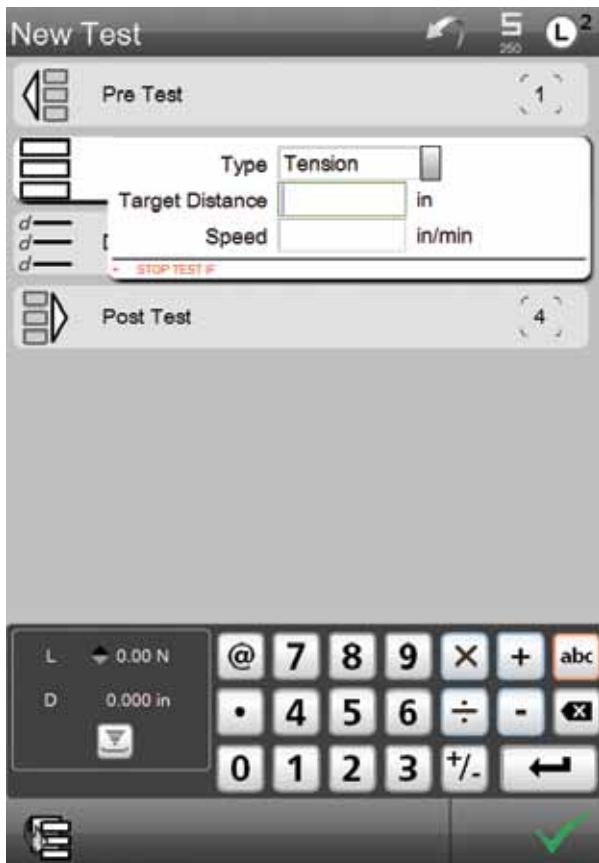 New Test
250
L 2
Pre Test
1
Type Tension
Target Distance in
d
d
Speed in/min
d
- STOP TEST IF
Post Test
4
L 0.00 N
D 0.000 in
@ 7 8 9 × + abc
• 4 5 6 ÷ -
0 1 2 3 +/-